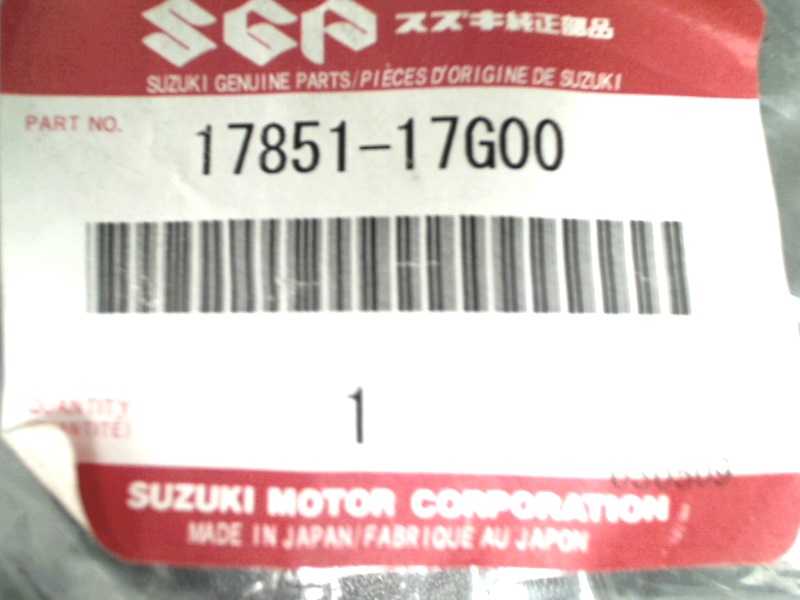 SGP スズキ純正部品
SUZUKI GENUINE PARTS/PIÈCES D'ORIGINE DE SUZUKI
PART NO.
17851-17G00
QUANTITY
1
SUZUKI MOTOR CORPORATION
MADE IN JAPAN/FABRIQUÉ AU JAPON